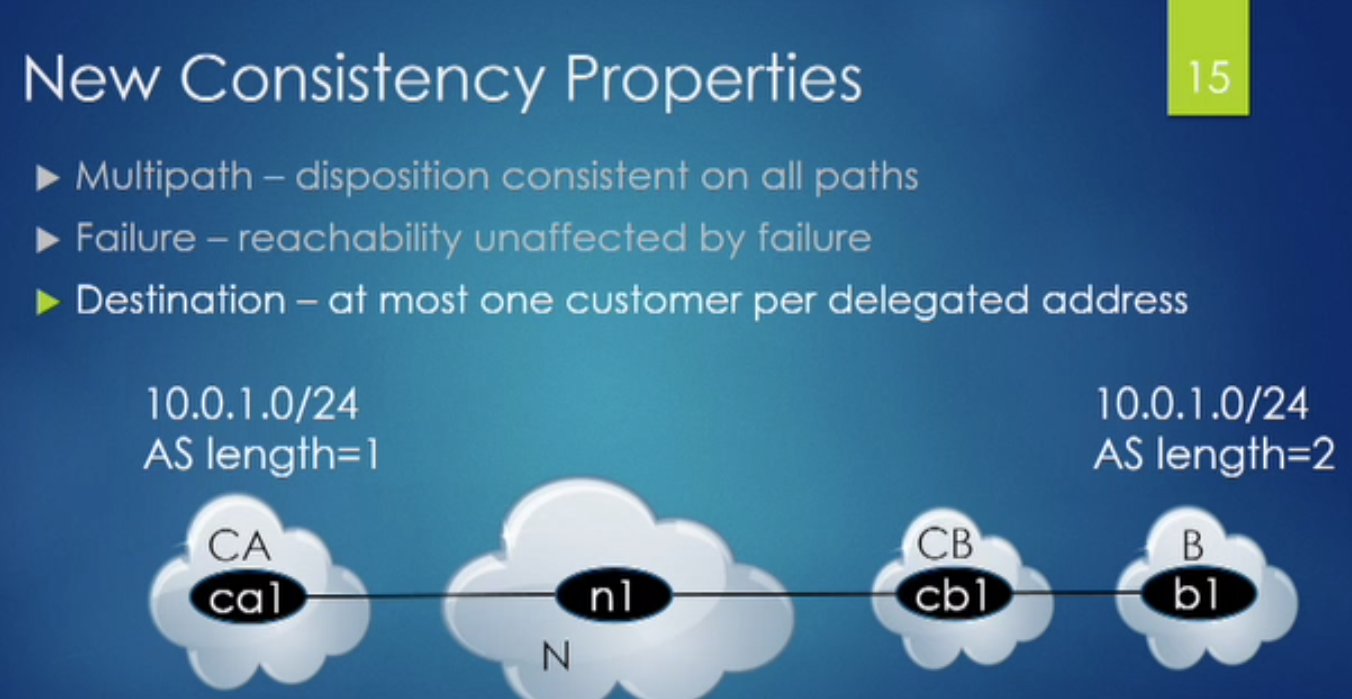 New Consistency Properties
15
Multipath – disposition consistent on all paths
Failure – reachability unaffected by failure
Destination – at most one customer per delegated address
10.0.1.0/24
AS length=1
10.0.1.0/24
AS length=2
CA
ca1
n1
N
CB
cb1
B
b1